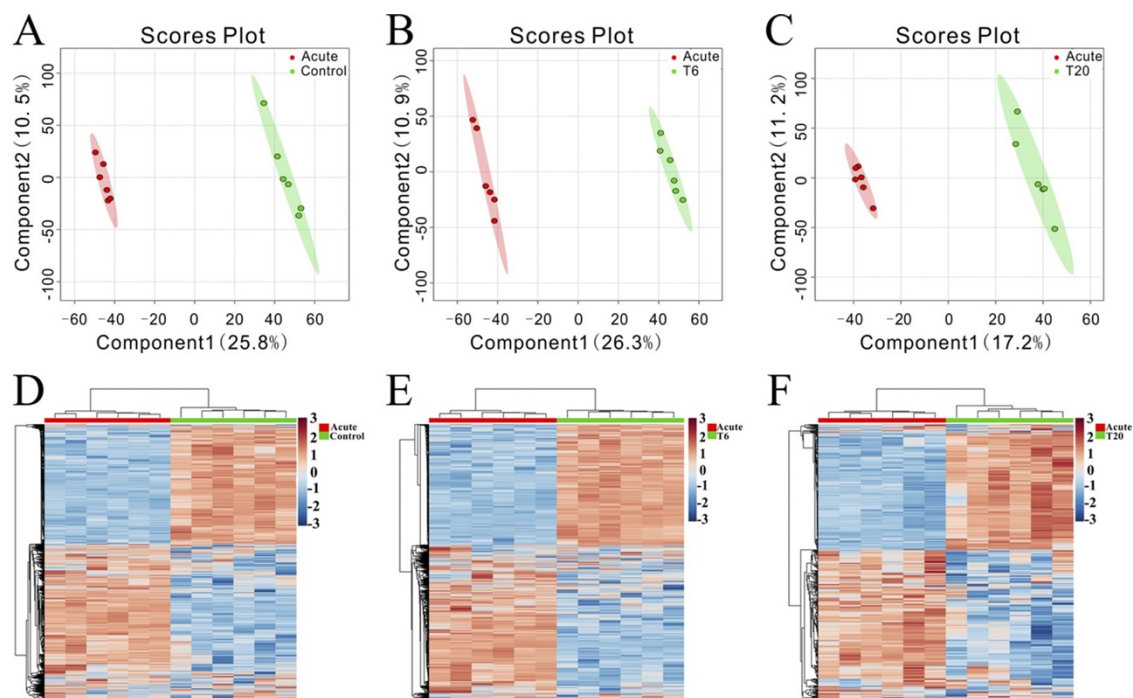 A
Scores Plot
Acute
Control
Component2 (10. 5%)
100
50
0
-50
-100
-60 -40 -20 0 20 40 60
Component1 (25.8%)
B
Scores Plot
Acute
T6
Component2 (10. 9%)
100
50
0
-50
-100
-60 -40 -20 0 20 40 60
Component1 (26.3%)
C
Scores Plot
Acute
T20
Component2 (11. 2%)
100
50
0
-50
-100
-40 -20 0 20 40 60
Component1 (17.2%)
D
3
2
1
0
-1
-2
-3
Acute
Control
E
3
2
1
0
-1
-2
-3
Acute
T6
F
3
2
1
0
-1
-2
-3
Acute
T20